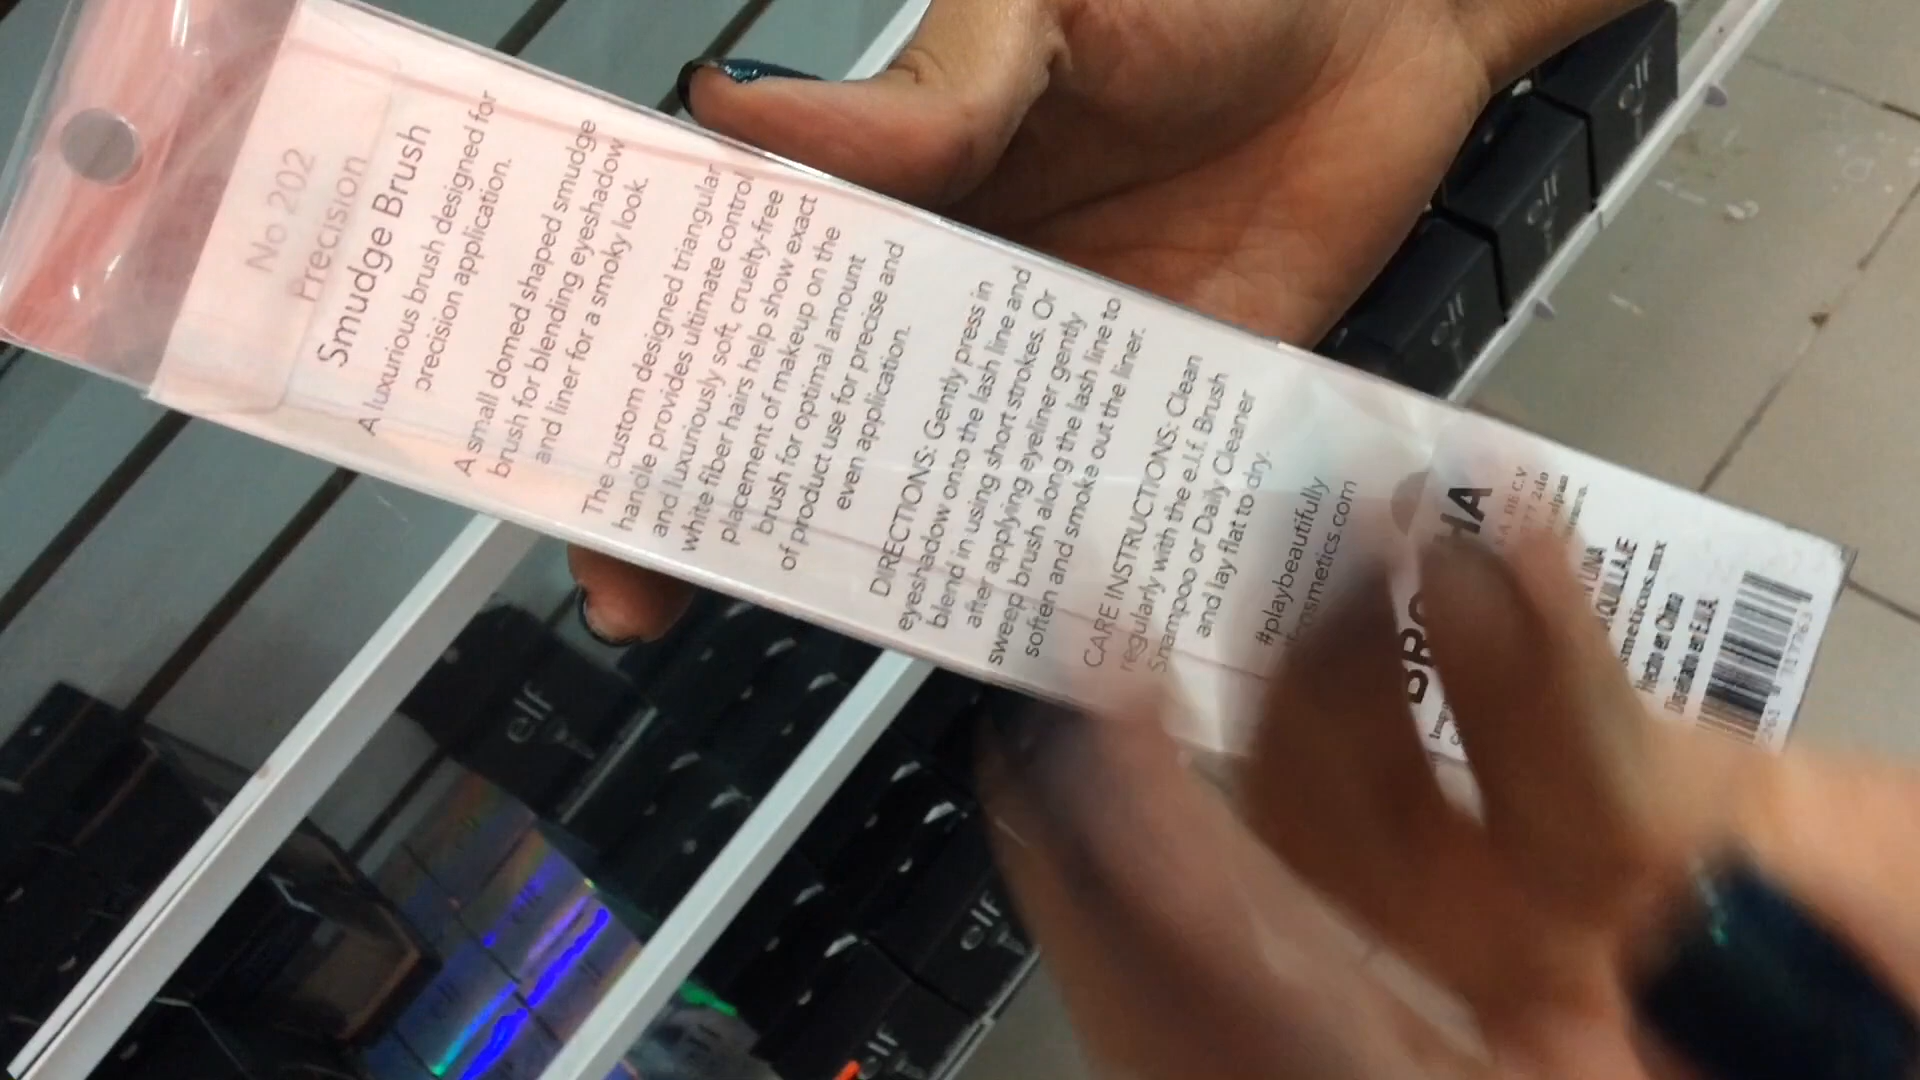 No 202
Precision
Smudge Brush
A luxurious brush designed for
precision application.
A small domed shaped smudge
brush for blending eyeshadow
and liner for a smoky look.
The custom designed triangular
handle provides ultimate control
and luxuriously soft, cruelty-free
white fiber hairs help show exact
placement of makeup on the
brush for optimal amount
of product use for precise and
even application.
DIRECTIONS: Gently press in
eyeshadow onto the lash line and
blend in using short strokes. Or
after applying eyeliner gently
sweep brush along the lash line to
soften and smoke out the liner.
CARE INSTRUCTIONS: Clean
regularly with the e.l.f. Brush
Shampoo or Daily Cleaner
and lay flat to dry.
#playbeautifully
Hecho en China
elf
elf
elf
elf
elf
elf